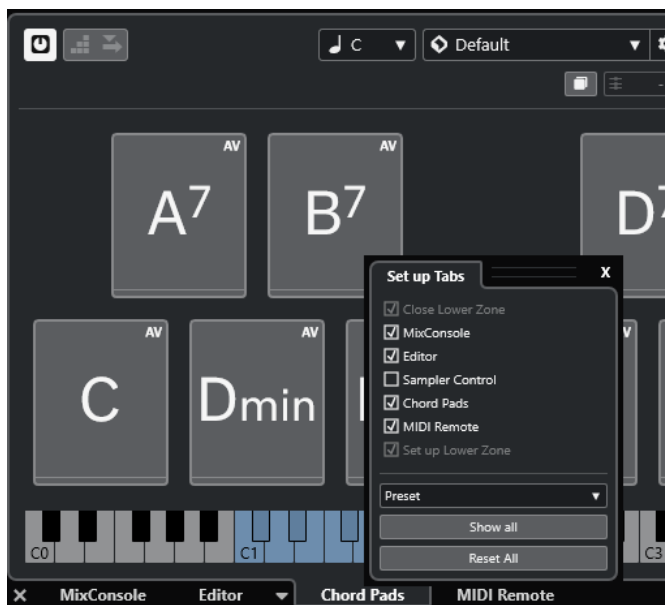 C
Default
AV
AV
A7
B7
D7
Set up Tabs X
Close Lower Zone
MixConsole
Editor
Sampler Control
Chord Pads
MIDI Remote
Set up Lower Zone
Preset
Show all
Reset All
AV
AV
C
Dmin
C0
C1
C3
MixConsole Editor Chord Pads MIDI Remote